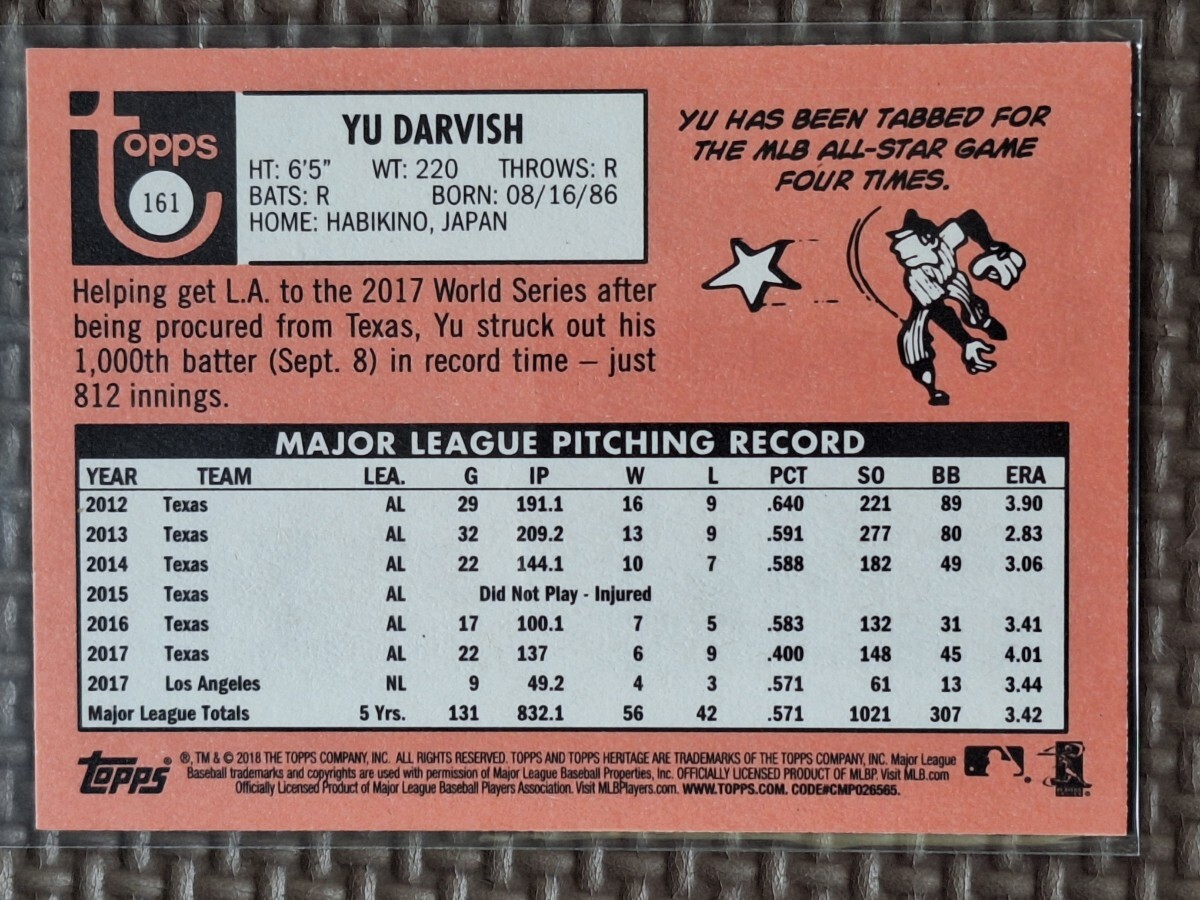 topps
161
YU DARVISH
HT: 6'5" WT: 220 THROWS: R
BATS: R BORN: 08/16/86
HOME: HABIKINO, JAPAN
YU HAS BEEN TABBED FOR
THE MLB ALL-STAR GAME
FOUR TIMES.
Helping get L.A. to the 2017 World Series after
being procured from Texas, Yu struck out his
1,000th batter (Sept. 8) in record time – just
812 innings.
MAJOR LEAGUE PITCHING RECORD
YEAR TEAM LEA. G IP W L PCT SO BB ERA
2012 Texas AL 29 191.1 16 9 .640 221 89 3.90
2013 Texas AL 32 209.2 13 9 .591 277 80 2.83
2014 Texas AL 22 144.1 10 7 .588 182 49 3.06
2015 Texas AL Did Not Play - Injured
2016 Texas AL 17 100.1 7 5 .583 132 31 3.41
2017 Texas AL 22 137 6 9 .400 148 45 4.01
2017 Los Angeles NL 9 49.2 4 3 .571 61 13 3.44
Major League Totals 5 Yrs. 131 832.1 56 42 .571 1021 307 3.42
topps®
®, TM & © 2018 THE TOPPS COMPANY, INC. ALL RIGHTS RESERVED. TOPPS AND TOPPS HERITAGE ARE TRADEMARKS OF THE TOPPS COMPANY, INC. Major League
Baseball trademarks and copyrights are used with permission of Major League Baseball Properties, Inc. OFFICIALLY LICENSED PRODUCT OF MLBP. Visit MLB.com
Officially Licensed Product of Major League Baseball Players Association. Visit MLBPlayers.com. WWW.TOPPS.COM. CODE#CMP026565.